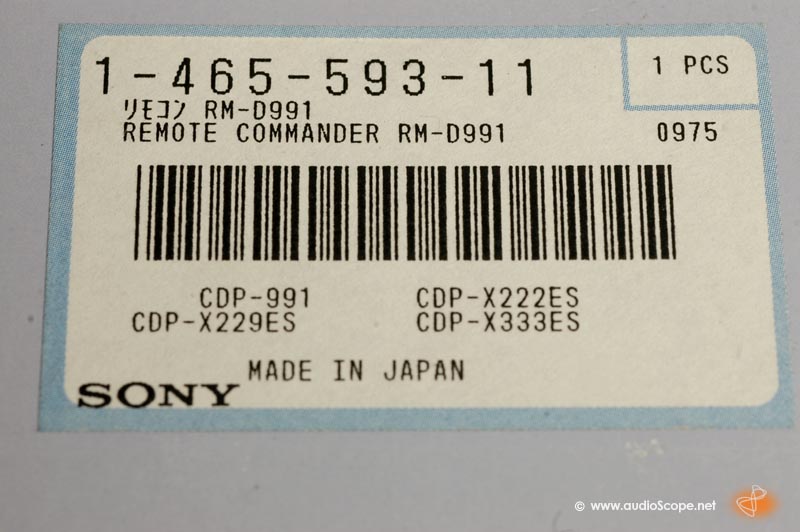 1-465-593-11
1 PCS
リモコン RM-D991
REMOTE COMMANDER RM-D991
0975
CDP-991 CDP-X222ES
CDP-X229ES CDP-X333ES
MADE IN JAPAN
SONY
© www.audioScope.net